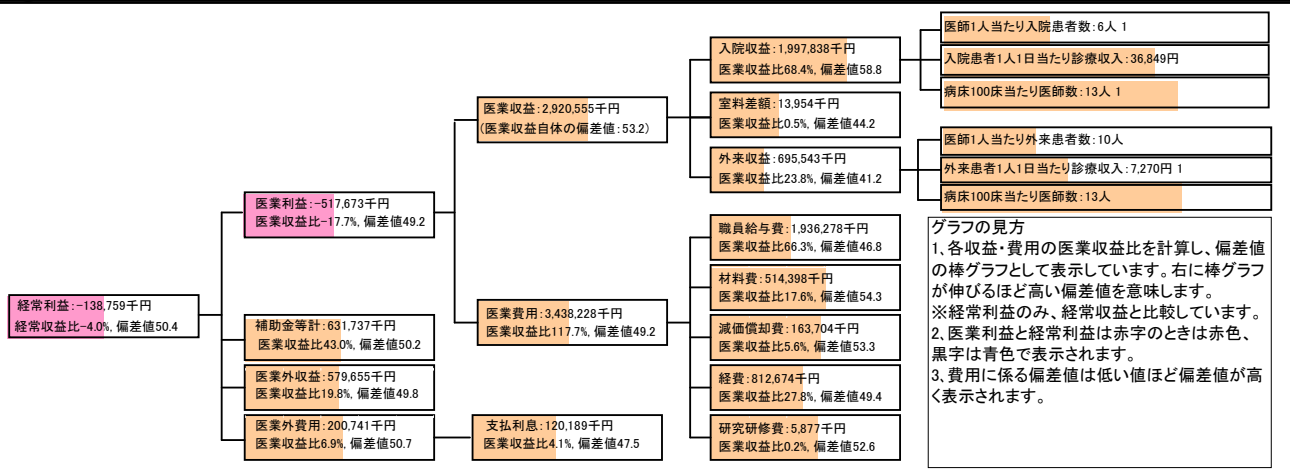 経常利益:-138,759千円
経常収益比-4.0%, 偏差値50.4
医業利益:-517,673千円
医業収益比-17.7%, 偏差値49.2
補助金等計:631,737千円
医業収益比43.0%, 偏差値50.2
医業外収益:579,655千円
医業収益比19.8%, 偏差値49.8
医業外費用:200,741千円
医業収益比6.9%, 偏差値50.7
医業収益:2,920,555千円
(医業収益自体の偏差値:53.2)
医業費用:3,438,228千円
医業収益比117.7%, 偏差値49.2
支払利息:120,189千円
医業収益比4.1%, 偏差値47.5
入院収益:1,997,838千円
医業収益比68.4%, 偏差値58.8
室料差額:13,954千円
医業収益比0.5%, 偏差値44.2
外来収益:695,543千円
医業収益比23.8%, 偏差値41.2
職員給与費:1,936,278千円
医業収益比66.3%, 偏差値46.8
材料費:514,398千円
医業収益比17.6%, 偏差値54.3
減価償却費:163,704千円
医業収益比5.6%, 偏差値53.3
経費:812,674千円
医業収益比27.8%, 偏差値49.4
研究研修費:5,877千円
医業収益比0.2%, 偏差値52.6
医師1人当たり入院患者数:6人 1
入院患者1人1日当たり診療収入:36,849円
病床100床当たり医師数:13人 1
医師1人当たり外来患者数:10人
外来患者1人1日当たり診療収入:7,270円 1
病床100床当たり医師数:13人
グラフの見方
1、各収益・費用の医業収益比を計算し、偏差値
の棒グラフとして表示しています。右に棒グラフ
が伸びるほど高い偏差値を意味します。
※経常利益のみ、経常収益と比較しています。
2、医業利益と経常利益は赤字のときは赤色、
黒字は青色で表示されます。
3、費用に係る偏差値は低い値ほど偏差値が高
く表示されます。